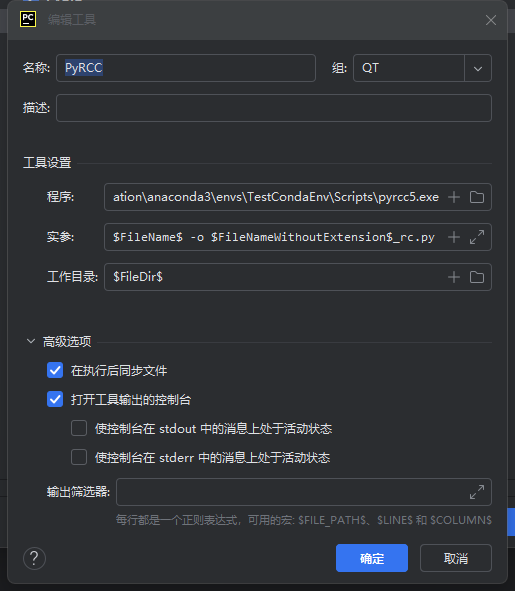 PC
编辑工具
名称: PyRCC 组: QT
描述:
工具设置
程序: ation\anaconda3\envs\TestCondaEnv\Scripts\pyrcc5.exe
实参: $FileName$ -o $FileNameWithoutExtension$_rc.py
工作目录: $FileDir$
高级选项
在执行后同步文件
打开工具输出的控制台
使控制台在 stdout 中的消息上处于活动状态
使控制台在 stderr 中的消息上处于活动状态
输出筛选器:
每行都是一个正则表达式，可用的宏: $FILE_PATH$、$LINE$ 和 $COLUMN$
? 确定 取消